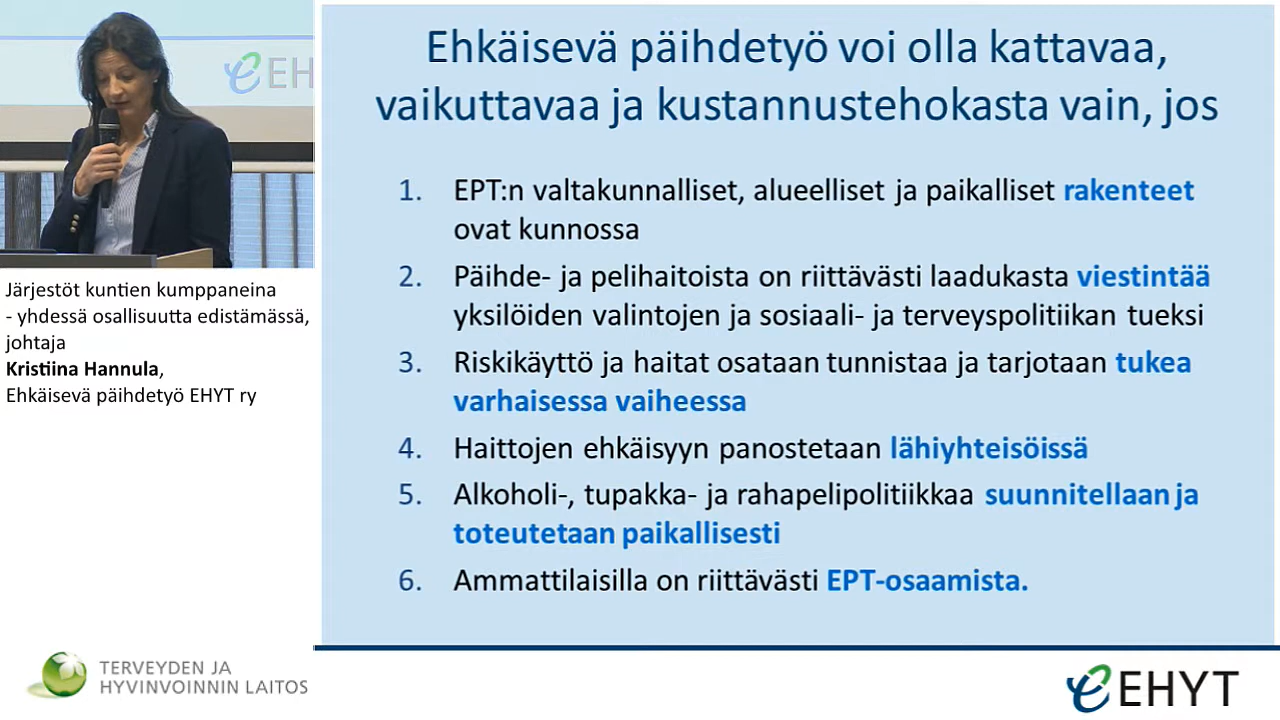 EH
Järjestöt kuntien kumppaneina
- yhdessä osallisuutta edistämässä,
johtaja
Kristiina Hannula,
Ehkäisevä päihdetyö EHYT ry
TERVEYDEN JA
HYVINVOINNIN LAITOS
Ehkäisevä päihdetyö voi olla kattavaa,
vaikuttavaa ja kustannustehokasta vain, jos
1. EPT:n valtakunnalliset, alueelliset ja paikalliset rakenteet
ovat kunnossa
2. Päihde- ja pelihaitoista on riittävästi laadukasta viestintää
yksilöiden valintojen ja sosiaali- ja terveyspolitiikan tueksi
3. Riskikäyttö ja haitat osataan tunnistaa ja tarjotaan tukea
varhaisessa vaiheessa
4. Haittojen ehkäisyyn panostetaan lähiyhteisöissä
5. Alkoholi-, tupakka- ja rahapelipolitiikkaa suunnitellaan ja
toteutetaan paikallisesti
6. Ammattilaisilla on riittävästi EPT-osaamista.
EHYT